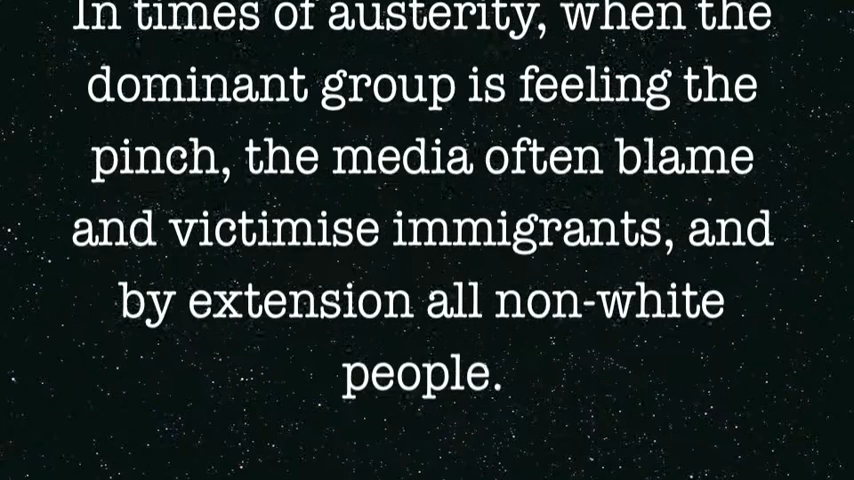 In times of austerity, when the
dominant group is feeling the
pinch, the media often blame
and victimise immigrants, and
by extension all non-white
people.